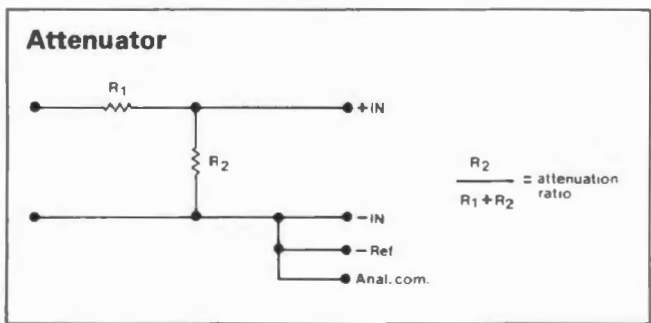 Attenuator
R1
+IN
R2
R2
R1+R2
= attenuation
ratio
-IN
-Ref
Anal.com.